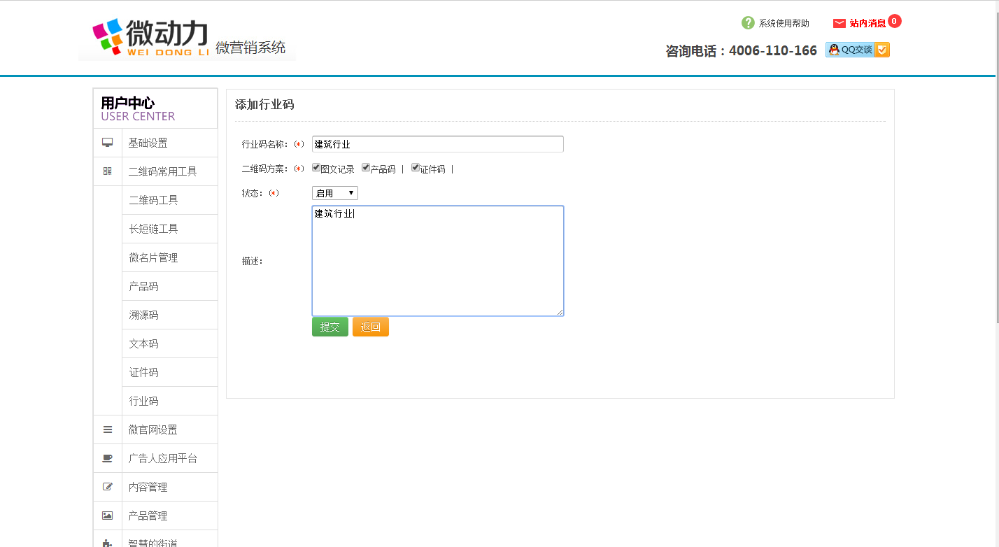 微动力
WEI DONG LI
微营销系统
系统使用帮助
站内消息 0
咨询电话：4006-110-166
QQ交谈
用户中心
USER CENTER
基础设置
二维码常用工具
二维码工具
长短链工具
微名片管理
产品码
溯源码
文本码
证件码
行业码
微官网设置
广告人应用平台
内容管理
产品管理
智慧的街道
添加行业码
行业码名称：(*) 建筑行业
二维码方案：(*) 图文记录 产品码 | 证件码 |
状态：(*) 启用
描述： 建筑行业
提交 返回